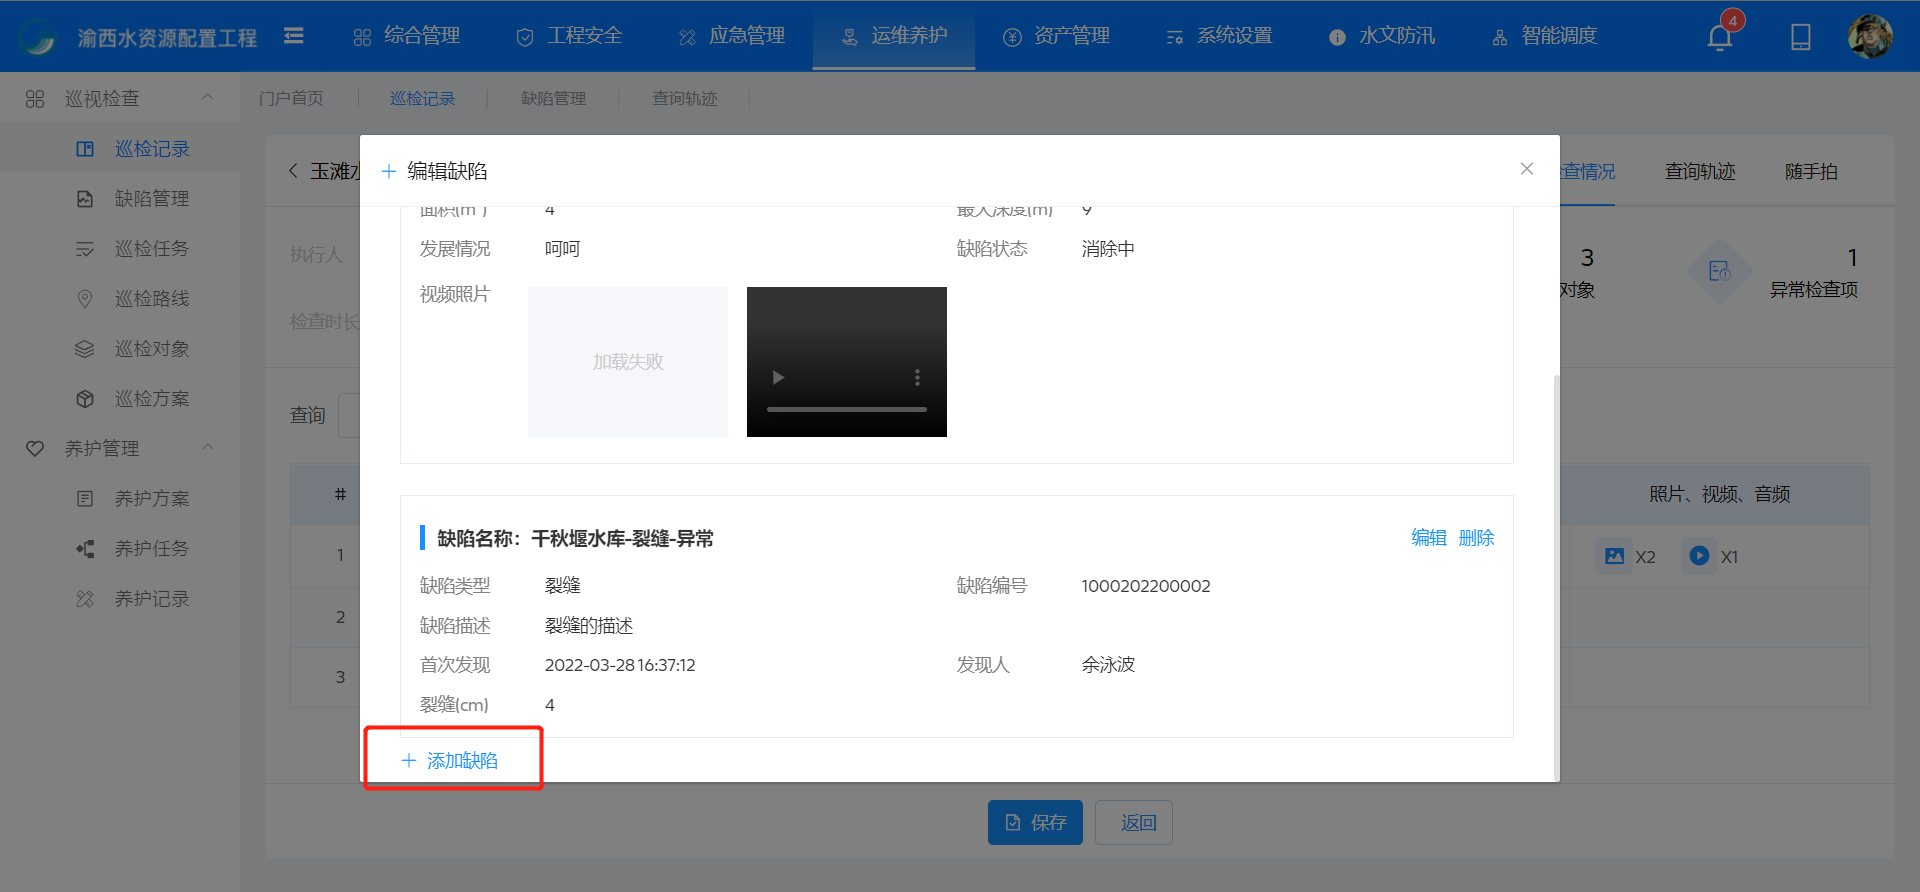 渝西水资源配置工程
综合管理
工程安全
应急管理
运维养护
资产管理
系统设置
水文防汛
智能调度
4
巡视检查
巡检记录
缺陷管理
巡检任务
巡检路线
巡检对象
巡检方案
养护管理
养护方案
养护任务
养护记录
门户首页
巡检记录
缺陷管理
查询轨迹
玉滩水
查情况
查询轨迹
随手拍
执行人
检查时长
3
对象
1
异常检查项
查询
#
照片、视频、音频
1
X2
X1
2
3
编辑缺陷
面积(m²) 4
最大深度(m) 9
发展情况 呵呵
缺陷状态 消除中
视频照片
加载失败
缺陷名称：千秋堰水库-裂缝-异常
编辑 删除
缺陷类型 裂缝
缺陷编号 1000202200002
缺陷描述 裂缝的描述
首次发现 2022-03-28 16:37:12
发现人 余泳波
裂缝(cm) 4
添加缺陷
保存
返回